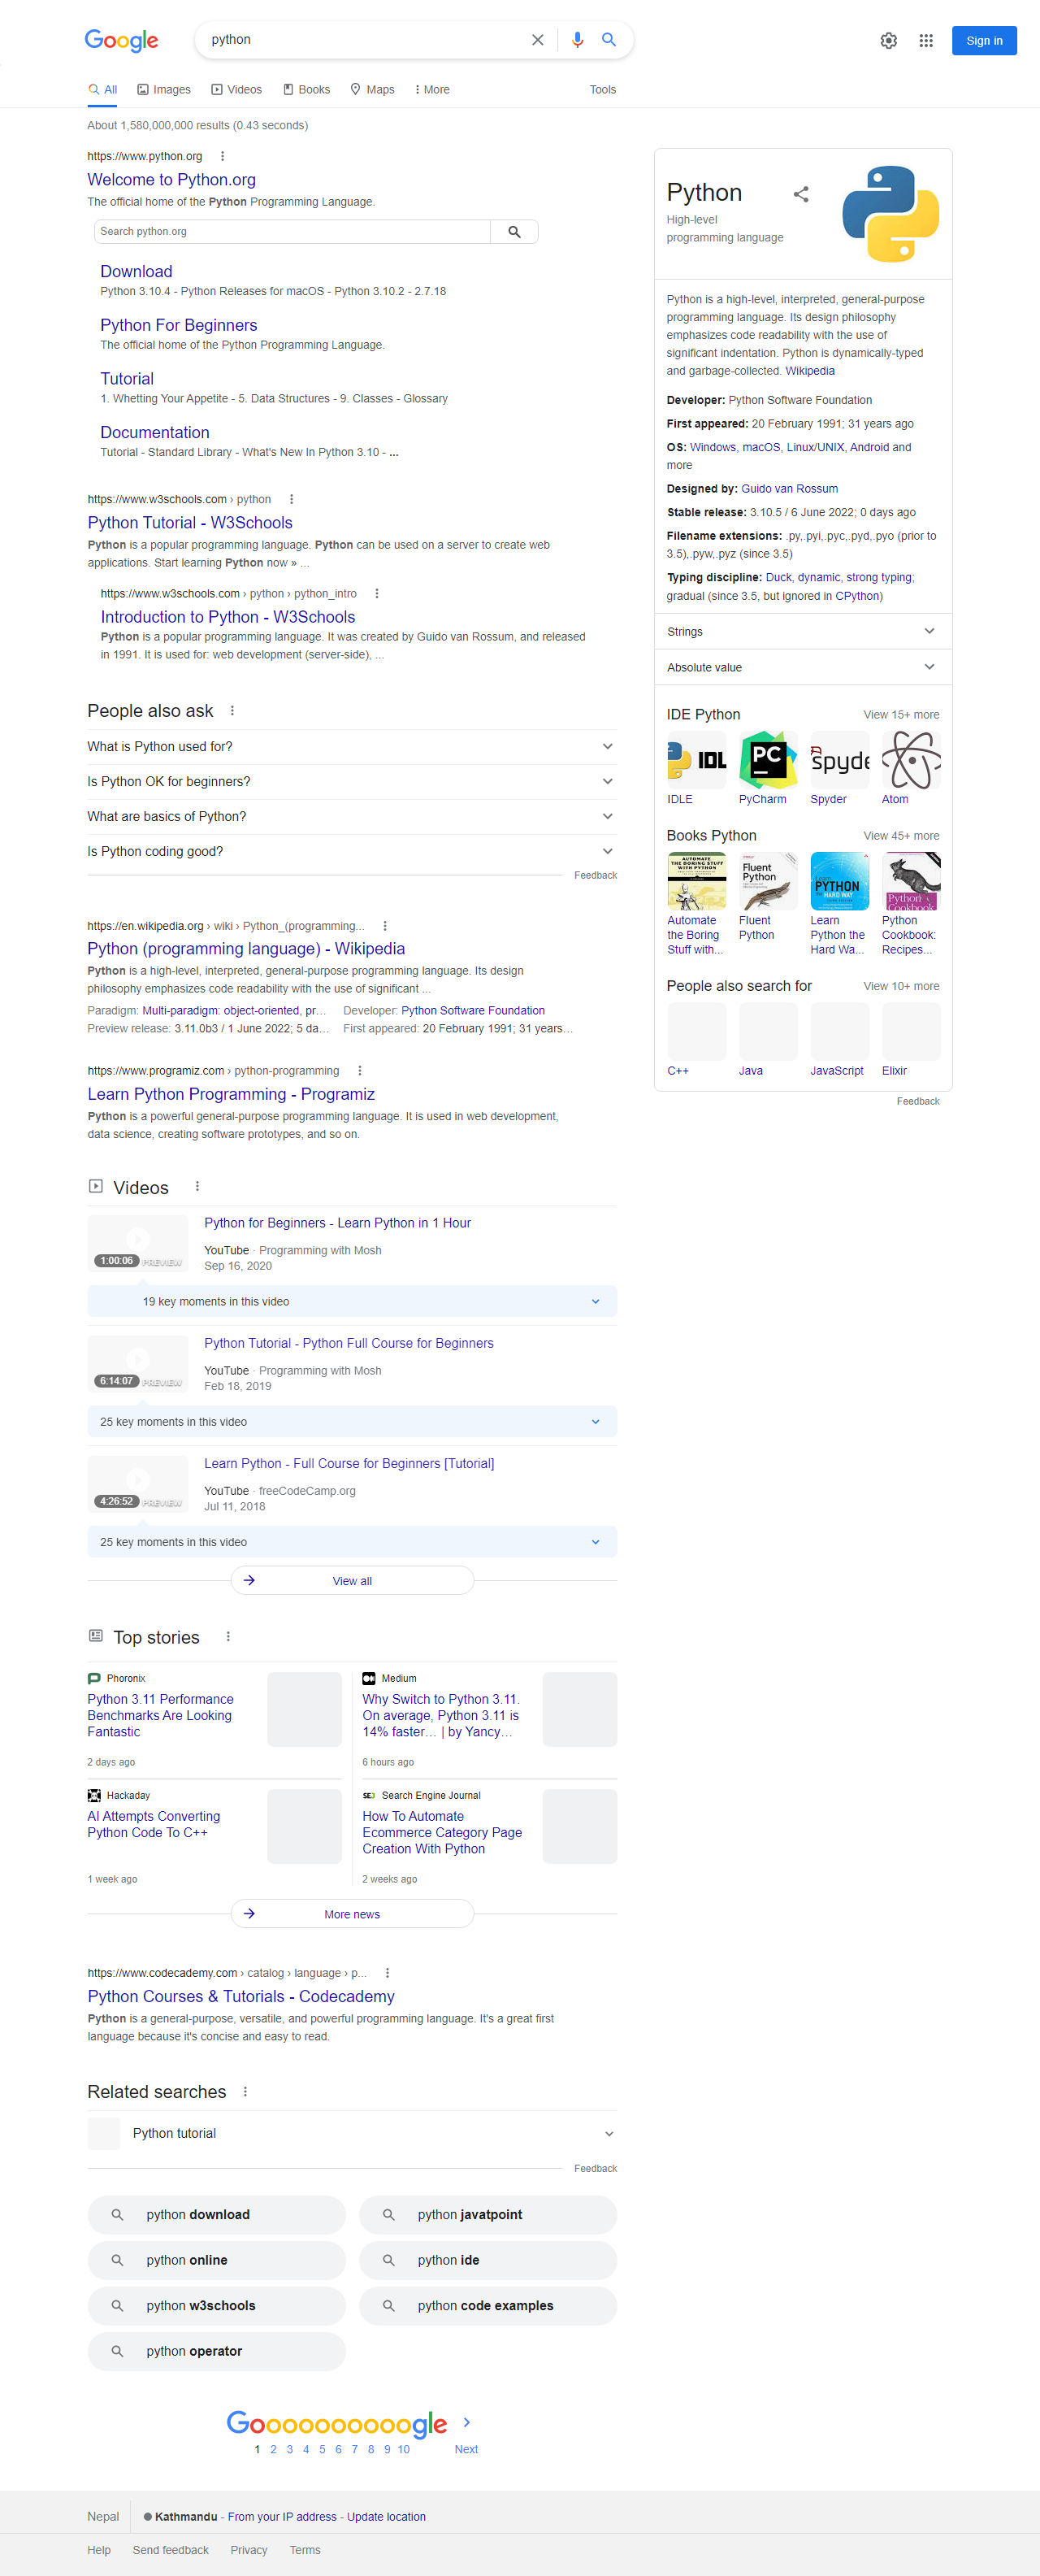 Google
python
Sign in
All
Images
Videos
Books
Maps
More
Tools
About 1,580,000,000 results (0.43 seconds)
https://www.python.org
Welcome to Python.org
The official home of the Python Programming Language.
Search python.org
Download
Python 3.10.4 - Python Releases for macOS - Python 3.10.2 - 2.7.18
Python For Beginners
The official home of the Python Programming Language.
Tutorial
1. Whetting Your Appetite - 5. Data Structures - 9. Classes - Glossary
Documentation
Tutorial - Standard Library - What's New In Python 3.10 - ...
https://www.w3schools.com › python
Python Tutorial - W3Schools
Python is a popular programming language. Python can be used on a server to create web
applications. Start learning Python now » ...
https://www.w3schools.com › python › python_intro
Introduction to Python - W3Schools
Python is a popular programming language. It was created by Guido van Rossum, and released
in 1991. It is used for: web development (server-side), ...
People also ask
What is Python used for?
Is Python OK for beginners?
What are basics of Python?
Is Python coding good?
Feedback
https://en.wikipedia.org › wiki › Python_(programming...
Python (programming language) - Wikipedia
Python is a high-level, interpreted, general-purpose programming language. Its design
philosophy emphasizes code readability with the use of significant ...
Paradigm: Multi-paradigm: object-oriented, pr... Developer: Python Software Foundation
Preview release: 3.11.0b3 / 1 June 2022; 5 da... First appeared: 20 February 1991; 31 years...
https://www.programiz.com › python-programming
Learn Python Programming - Programiz
Python is a powerful general-purpose programming language. It is used in web development,
data science, creating software prototypes, and so on.
Videos
Python for Beginners - Learn Python in 1 Hour
YouTube · Programming with Mosh
Sep 16, 2020
1:00:06 PREVIEW
19 key moments in this video
Python Tutorial - Python Full Course for Beginners
YouTube · Programming with Mosh
Feb 18, 2019
6:14:07 PREVIEW
25 key moments in this video
Learn Python - Full Course for Beginners [Tutorial]
YouTube · freeCodeCamp.org
Jul 11, 2018
4:26:52 PREVIEW
25 key moments in this video
View all
Top stories
Phoronix
Python 3.11 Performance
Benchmarks Are Looking
Fantastic
2 days ago
Medium
Why Switch to Python 3.11.
On average, Python 3.11 is
14% faster… | by Yancy…
6 hours ago
Hackaday
AI Attempts Converting
Python Code To C++
1 week ago
SEJ Search Engine Journal
How To Automate
Ecommerce Category Page
Creation With Python
2 weeks ago
More news
https://www.codecademy.com › catalog › language › p...
Python Courses & Tutorials - Codecademy
Python is a general-purpose, versatile, and powerful programming language. It's a great first
language because it's concise and easy to read.
Related searches
Python tutorial
Feedback
python download
python javatpoint
python online
python ide
python w3schools
python code examples
python operator
Goooooooooogle
1 2 3 4 5 6 7 8 9 10 Next
Python
High-level
programming language
Python is a high-level, interpreted, general-purpose
programming language. Its design philosophy
emphasizes code readability with the use of
significant indentation. Python is dynamically-typed
and garbage-collected. Wikipedia
Developer: Python Software Foundation
First appeared: 20 February 1991; 31 years ago
OS: Windows, macOS, Linux/UNIX, Android and
more
Designed by: Guido van Rossum
Stable release: 3.10.5 / 6 June 2022; 0 days ago
Filename extensions: .py,.pyi,.pyc,.pyd,.pyo (prior to
3.5),.pyw,.pyz (since 3.5)
Typing discipline: Duck, dynamic, strong typing;
gradual (since 3.5, but ignored in CPython)
Strings
Absolute value
IDE Python
View 15+ more
IDL
PC
spyde
IDLE
PyCharm
Spyder
Atom
Books Python
View 45+ more
AUTOMATE
THE BORING STUFF
WITH PYTHON
Fluent
Python
Learn
PYTHON
THE HARD WAY
Python
Cookbook
Automate
the Boring
Stuff with...
Fluent
Python
Learn
Python the
Hard Wa...
Python
Cookbook:
Recipes...
People also search for
View 10+ more
C++
Java
JavaScript
Elixir
Feedback
Nepal
Kathmandu - From your IP address - Update location
Help
Send feedback
Privacy
Terms